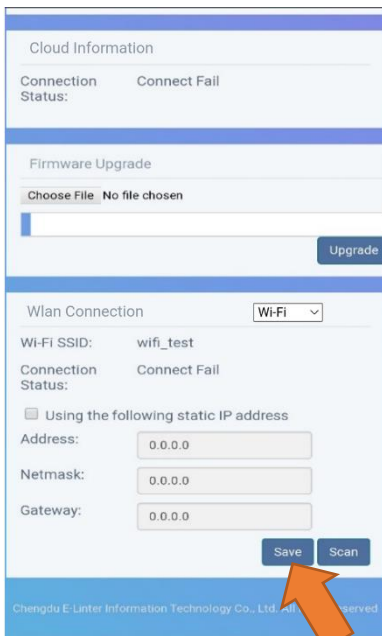 Cloud Information
Connection Connect Fail
Status:
Firmware Upgrade
Choose File No file chosen
Upgrade
Wlan Connection Wi-Fi
Wi-Fi SSID: wifi_test
Connection Connect Fail
Status:
Using the following static IP address
Address: 0.0.0.0
Netmask: 0.0.0.0
Gateway: 0.0.0.0
Save Scan
Chengdu E-Linter Information Technology Co., Ltd. All